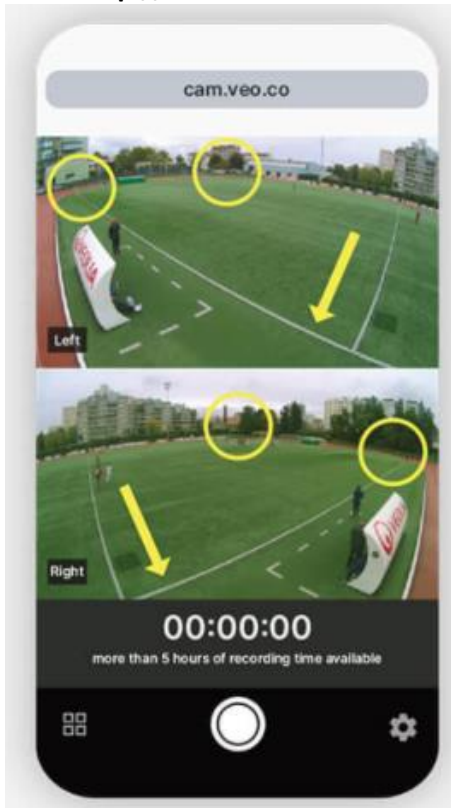 cam.veo.co
Left
Right
00:00:00
more than 5 hours of recording time available